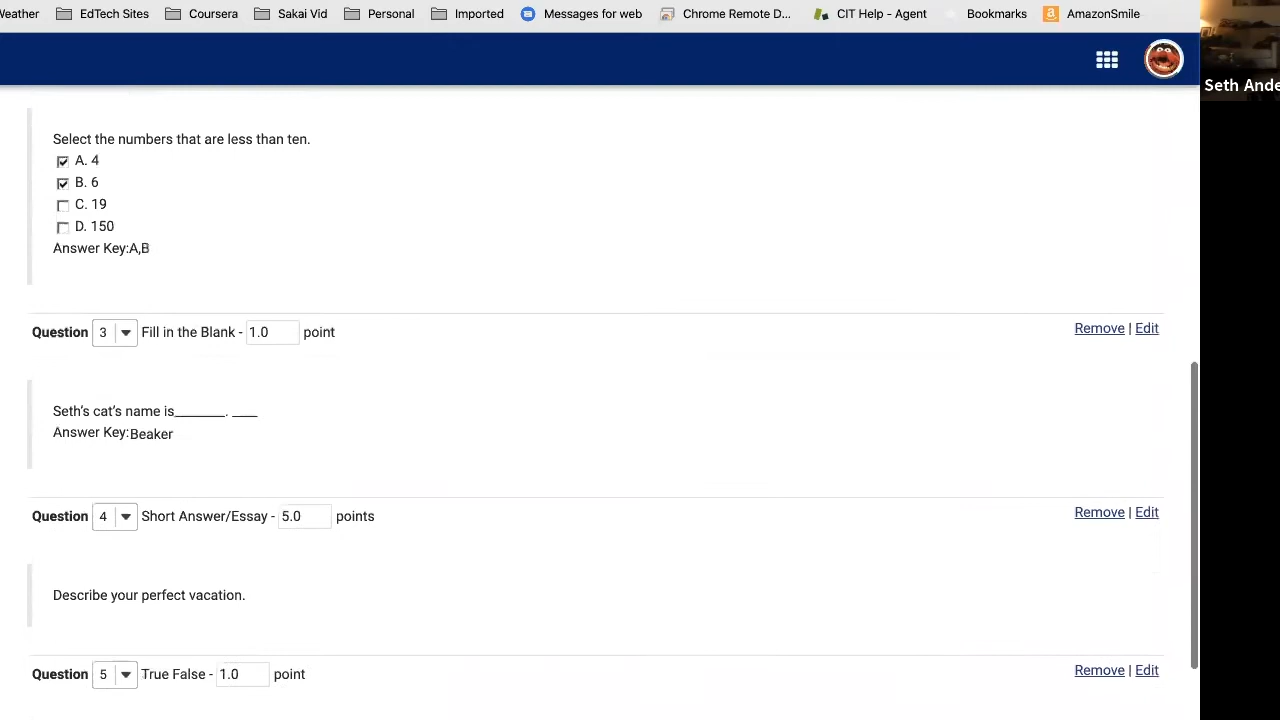 EdTech Sites Coursera Sakai Vid Personal Imported Messages for web Chrome Remote D... CIT Help - Agent Bookmarks AmazonSmile
Seth Ande
Select the numbers that are less than ten.
A. 4
B. 6
C. 19
D. 150
Answer Key:A,B
Question 3 Fill in the Blank - 1.0 point Remove | Edit
Seth's cat's name is________. ____
Answer Key:Beaker
Question 4 Short Answer/Essay - 5.0 points Remove | Edit
Describe your perfect vacation.
Question 5 True False - 1.0 point Remove | Edit